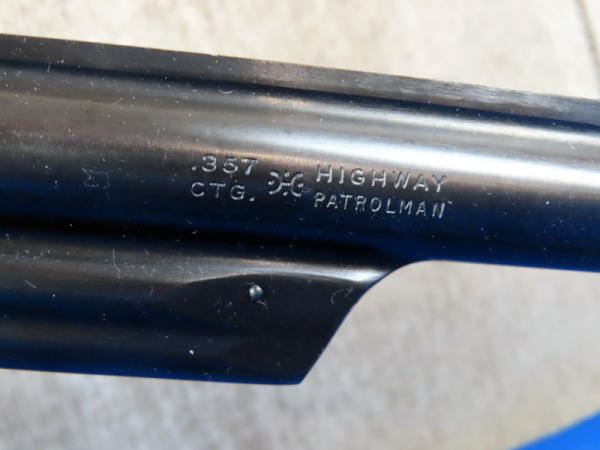 .357 HIGHWAY
CTG. PATROLMAN